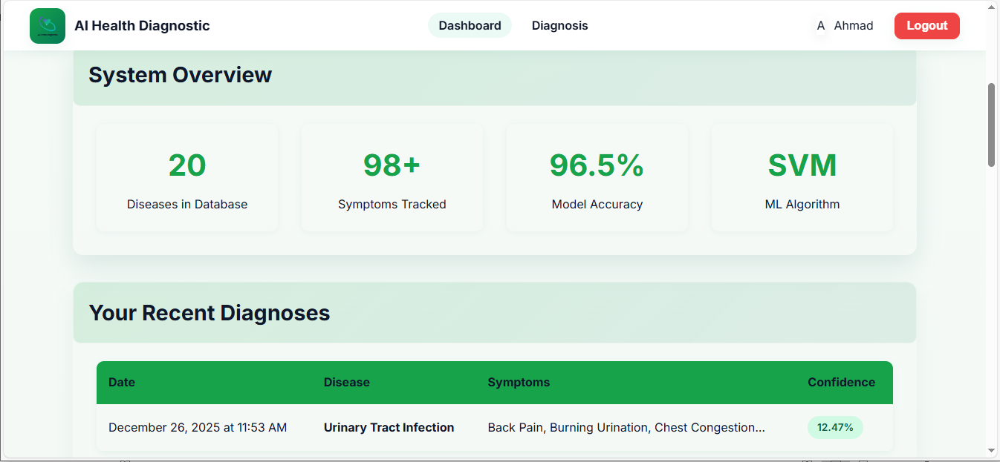 AI Health Diagnostic
Dashboard
Diagnosis
A Ahmad
Logout
System Overview
20
Diseases in Database
98+
Symptoms Tracked
96.5%
Model Accuracy
SVM
ML Algorithm
Your Recent Diagnoses
Date Disease Symptoms Confidence
December 26, 2025 at 11:53 AM Urinary Tract Infection Back Pain, Burning Urination, Chest Congestion... 12.47%